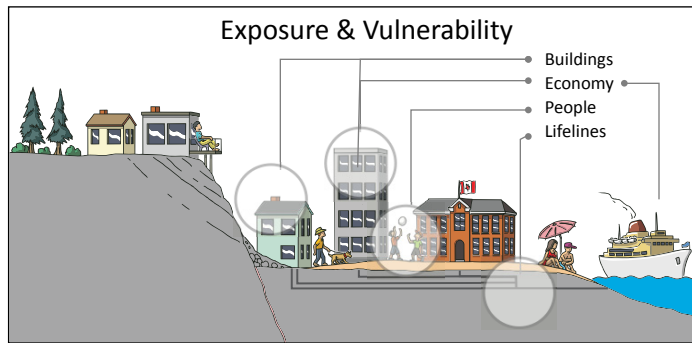 Exposure & Vulnerability
Buildings
Economy
People
Lifelines